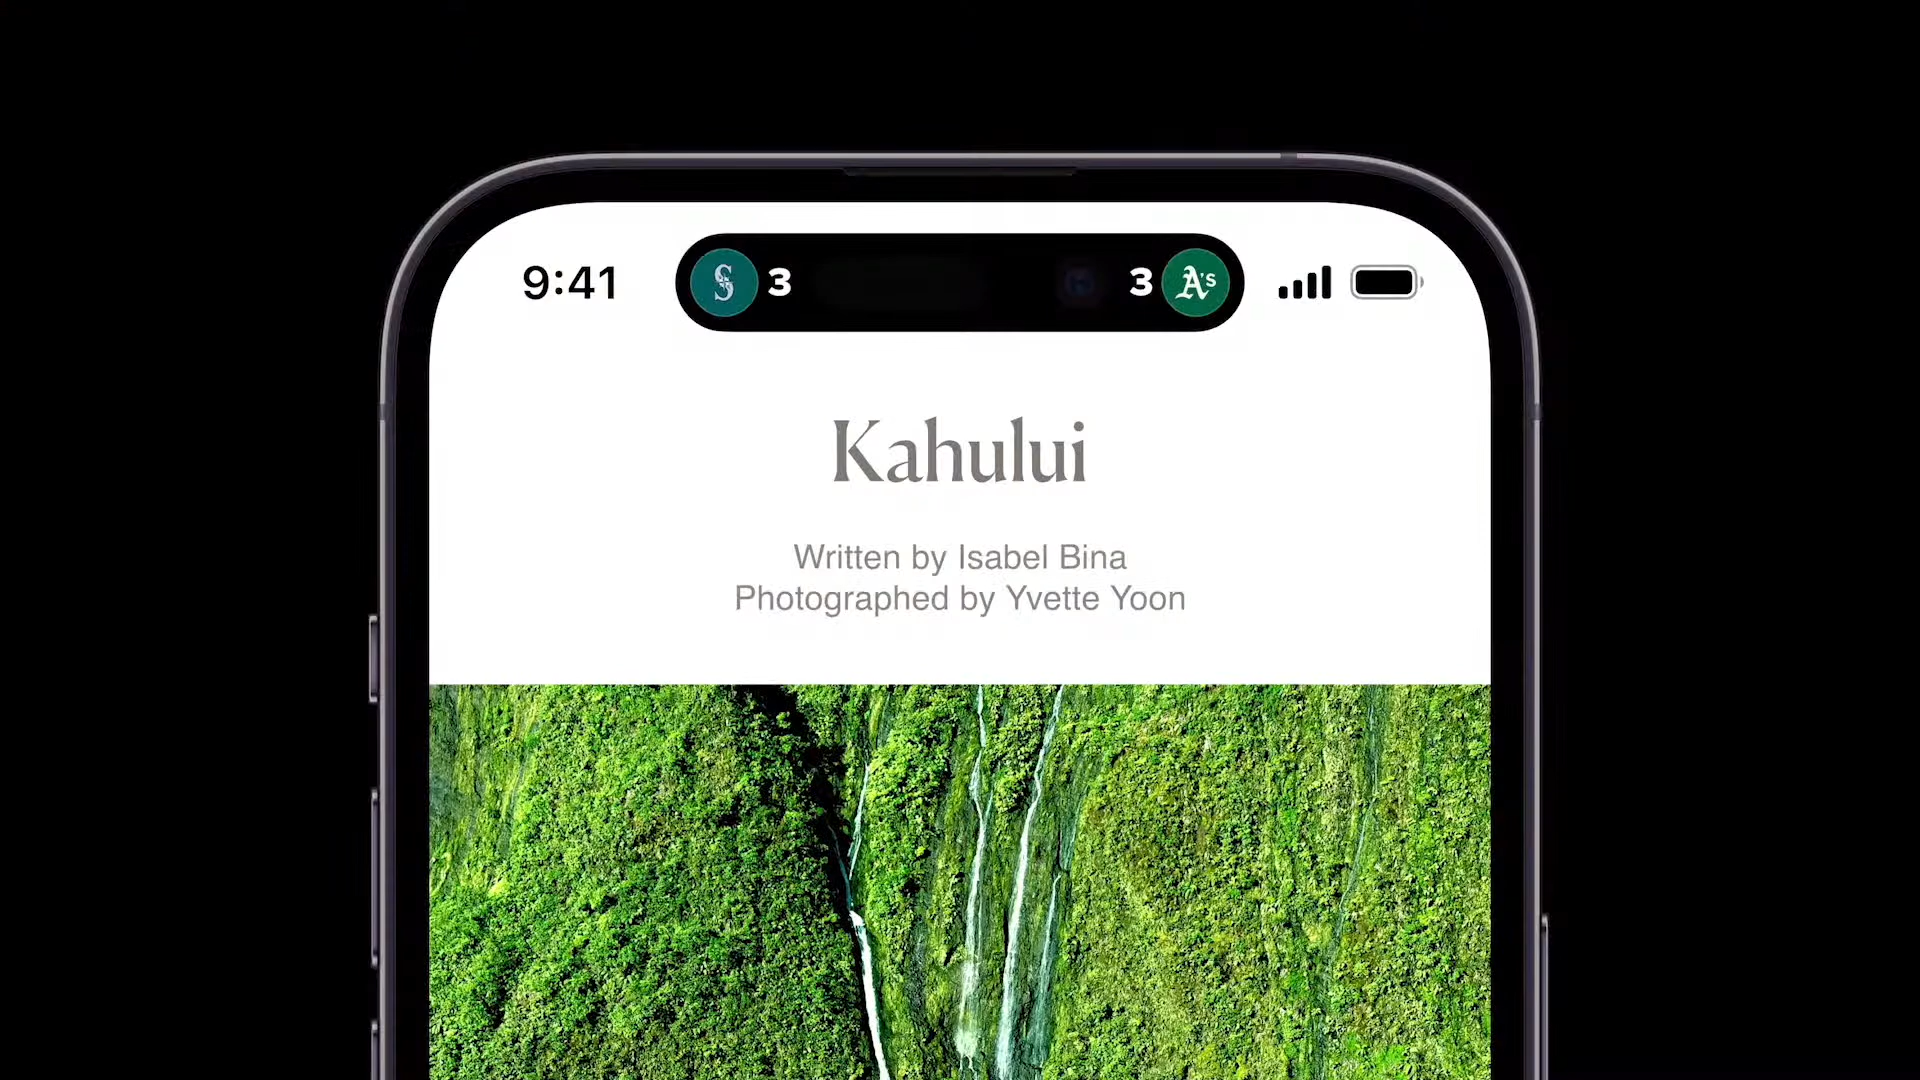 9:41
S 3
3 A's
Kahului
Written by Isabel Bina
Photographed by Yvette Yoon